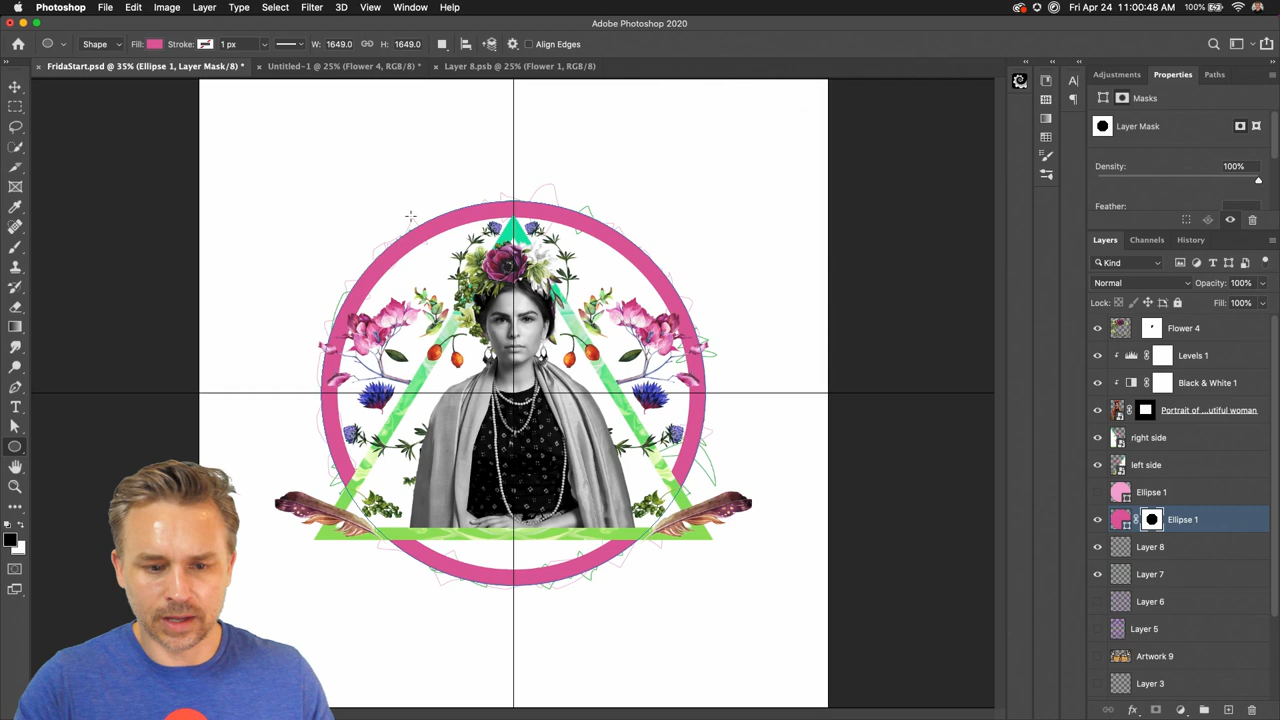 Photoshop File Edit Image Layer Type Select Filter 3D View Window Help 100% Fri Apr 24 11:00:48 AM
Adobe Photoshop 2020
Shape Fill: Stroke: 1 px W: 1649.0 H: 1649.0 Align Edges
× FridaStart.psd @ 35% (Ellipse 1, Layer Mask/8) * × Untitled-1 @ 25% (Flower 4, RGB/8) * × Layer 8.psb @ 25% (Flower 1, RGB/8)
Adjustments Properties Paths
Masks
Layer Mask
Density: 100%
Feather:
Layers Channels History
Kind
Normal Opacity: 100%
Lock: Fill: 100%
Flower 4
Levels 1
Black & White 1
Portrait of ...utiful woman
right side
left side
Ellipse 1
Ellipse 1
Layer 8
Layer 7
Layer 6
Layer 5
Artwork 9
Layer 3